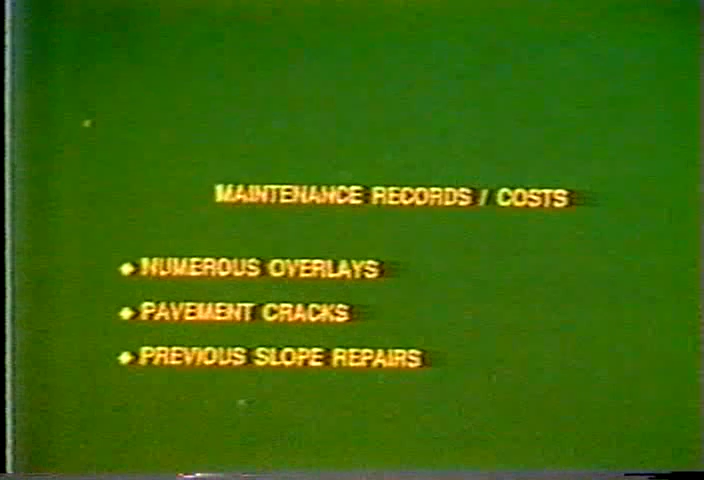 MAINTENANCE RECORDS / COSTS
◆ NUMEROUS OVERLAYS
◆ PAVEMENT CRACKS
◆ PREVIOUS SLOPE REPAIRS